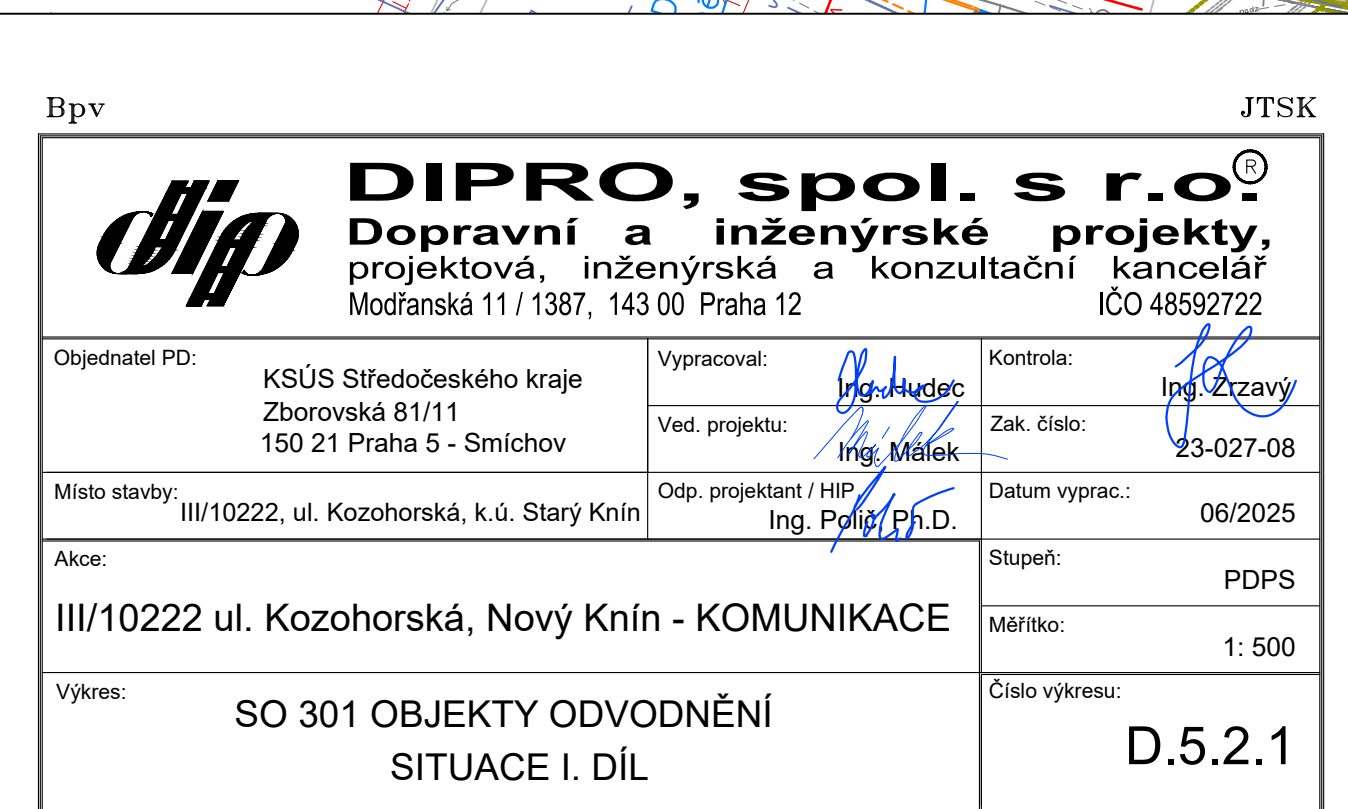 Bpv JTSK
dip
DIPRO, spol. s r.o.®
Dopravní a inženýrské projekty,
projektová, inženýrská a konzultační kancelář
Modřanská 11 / 1387, 143 00 Praha 12 IČO 48592722
Objednatel PD:
KSÚS Středočeského kraje
Zborovská 81/11
150 21 Praha 5 - Smíchov
Vypracoval:
Ing. Hudec
Kontrola:
Ing. Zrzavý
Ved. projektu:
Ing. Málek
Zak. číslo:
23-027-08
Místo stavby:
III/10222, ul. Kozohorská, k.ú. Starý Knín
Odp. projektant / HIP
Ing. Polič, Ph.D.
Datum vyprac.:
06/2025
Akce:
III/10222 ul. Kozohorská, Nový Knín - KOMUNIKACE
Stupeň:
PDPS
Měřítko:
1: 500
Výkres:
SO 301 OBJEKTY ODVODNĚNÍ
SITUACE I. DÍL
Číslo výkresu:
D.5.2.1